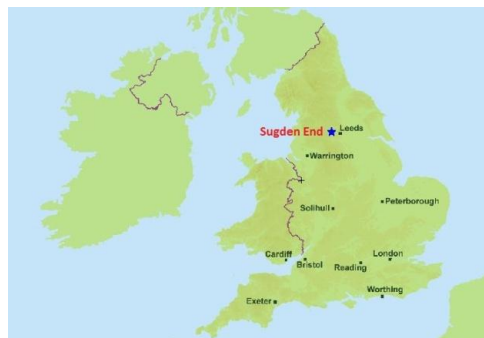 Sugden End
Leeds
Warrington
Solihull
Peterborough
Cardiff
Bristol
Reading
London
Worthing
Exeter